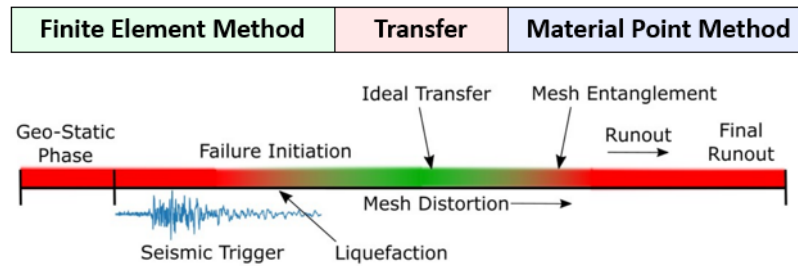 Finite Element Method
Transfer
Material Point Method
Ideal Transfer
Mesh Entanglement
Geo-Static
Phase
Failure Initiation
Runout
Final
Runout
Mesh Distortion
Seismic Trigger
Liquefaction